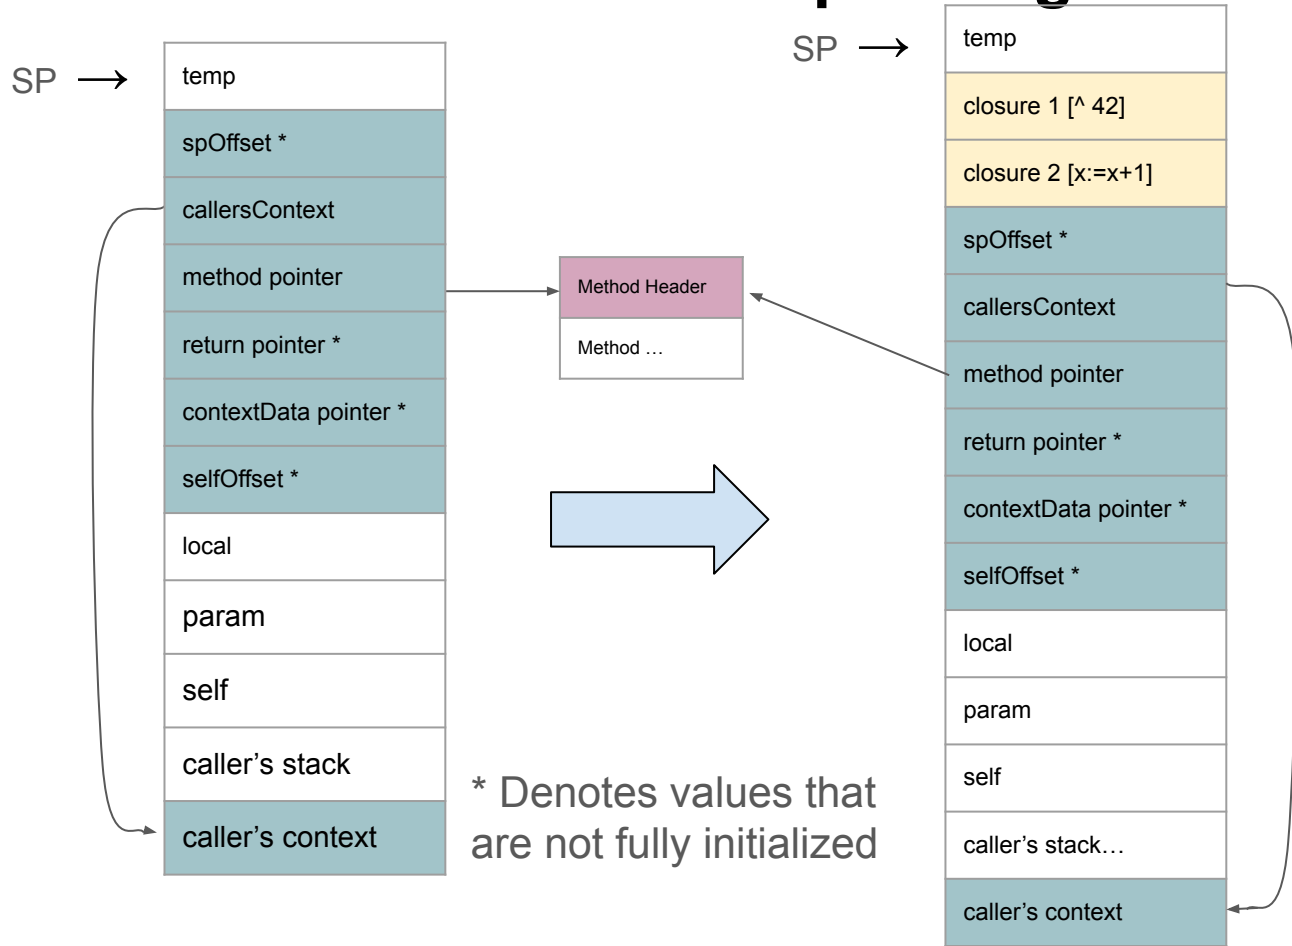 SP →
temp
spOffset *
callersContext
method pointer
return pointer *
contextData pointer *
selfOffset *
local
param
self
caller's stack
caller's context
Method Header
Method …
* Denotes values that
are not fully initialized
SP →
temp
closure 1 [^ 42]
closure 2 [x:=x+1]
spOffset *
callersContext
method pointer
return pointer *
contextData pointer *
selfOffset *
local
param
self
caller's stack…
caller's context